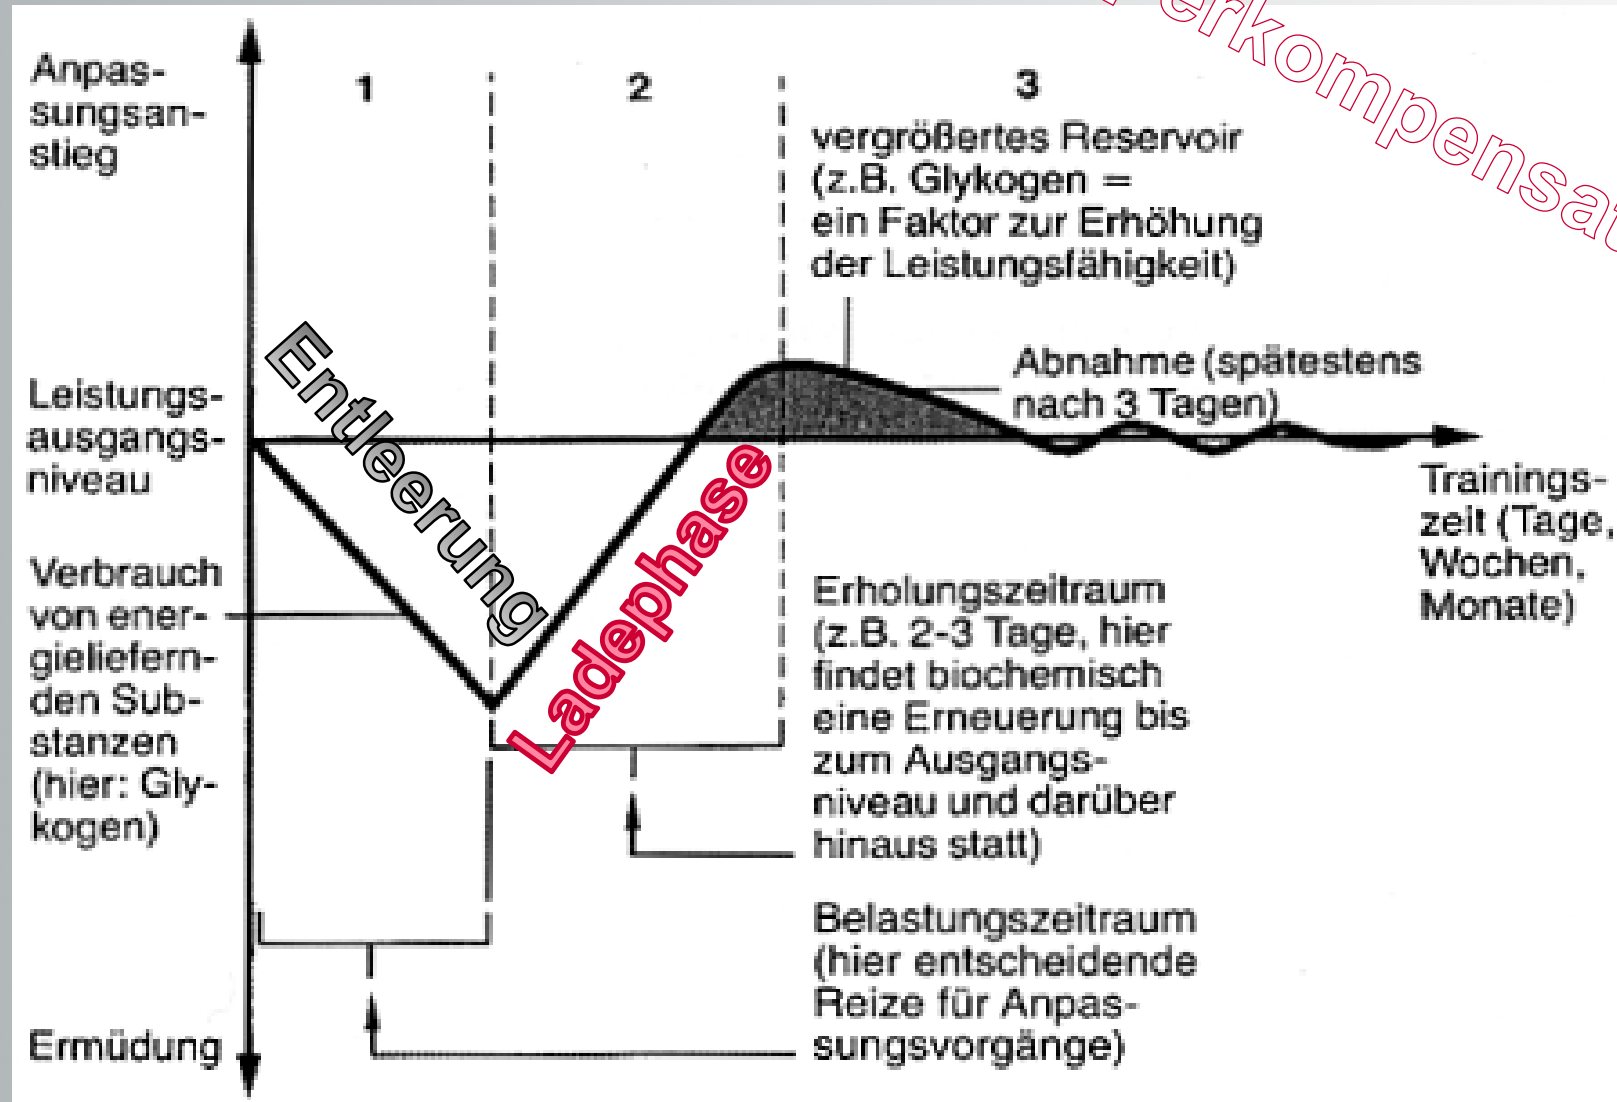 erkompensat
Anpas-
sungsan-
stieg
1
2
3
vergrößertes Reservoir
(z.B. Glykogen =
ein Faktor zur Erhöhung
der Leistungsfähigkeit)
Abnahme (spätestens
nach 3 Tagen)
Leistungs-
ausgangs-
niveau
Entleerung
Ladephase
Trainings-
zeit (Tage,
Wochen,
Monate)
Verbrauch
von ener-
gieliefern-
den Sub-
stanzen
(hier: Gly-
kogen)
Erholungszeitraum
(z.B. 2-3 Tage, hier
findet biochemisch
eine Erneuerung bis
zum Ausgangs-
niveau und darüber
hinaus statt)
Belastungszeitraum
(hier entscheidende
Reize für Anpas-
sungsvorgänge)
Ermüdung